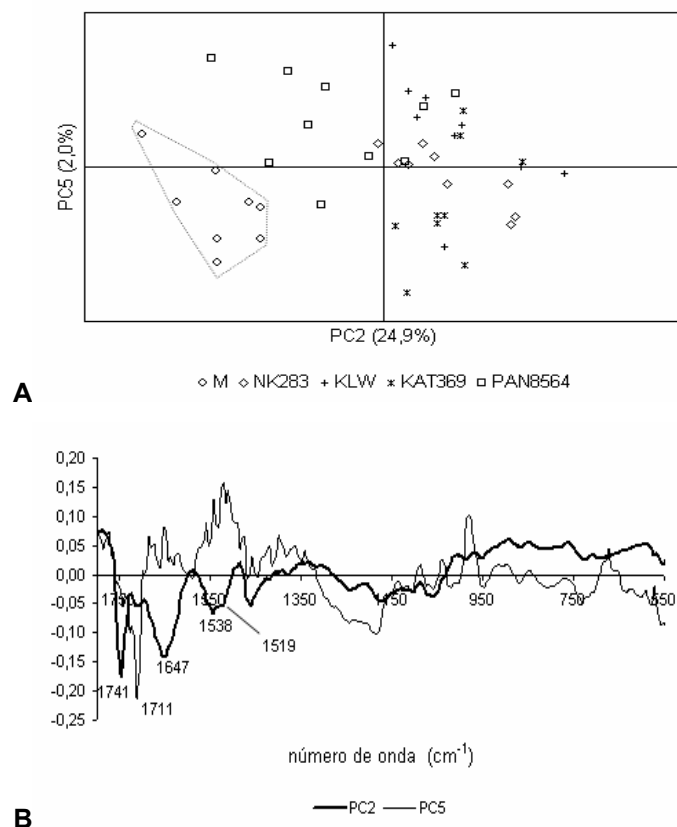 PC5 (2,0%)
PC2 (24,9%)
◇ M ◇ NK283 + KLW ✶ KAT369 □ PAN8564
A
0,20
0,15
0,10
0,05
0,00
-0,05
-0,10
-0,15
-0,20
-0,25
1550 1350 950 750
1538
1519
1647
1741
1711
número de onda (cm⁻¹)
PC2 PC5
B